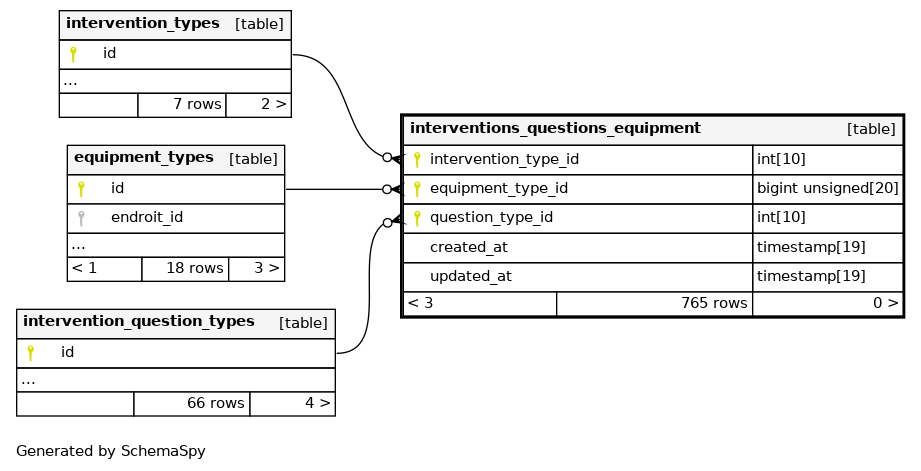 intervention_types [table]
id
...
7 rows 2 >
equipment_types [table]
id
endroit_id
...
< 1 18 rows 3 >
intervention_question_types [table]
id
...
66 rows 4 >
interventions_questions_equipment [table]
intervention_type_id int[10]
equipment_type_id bigint unsigned[20]
question_type_id int[10]
created_at timestamp[19]
updated_at timestamp[19]
< 3 765 rows 0 >
Generated by SchemaSpy